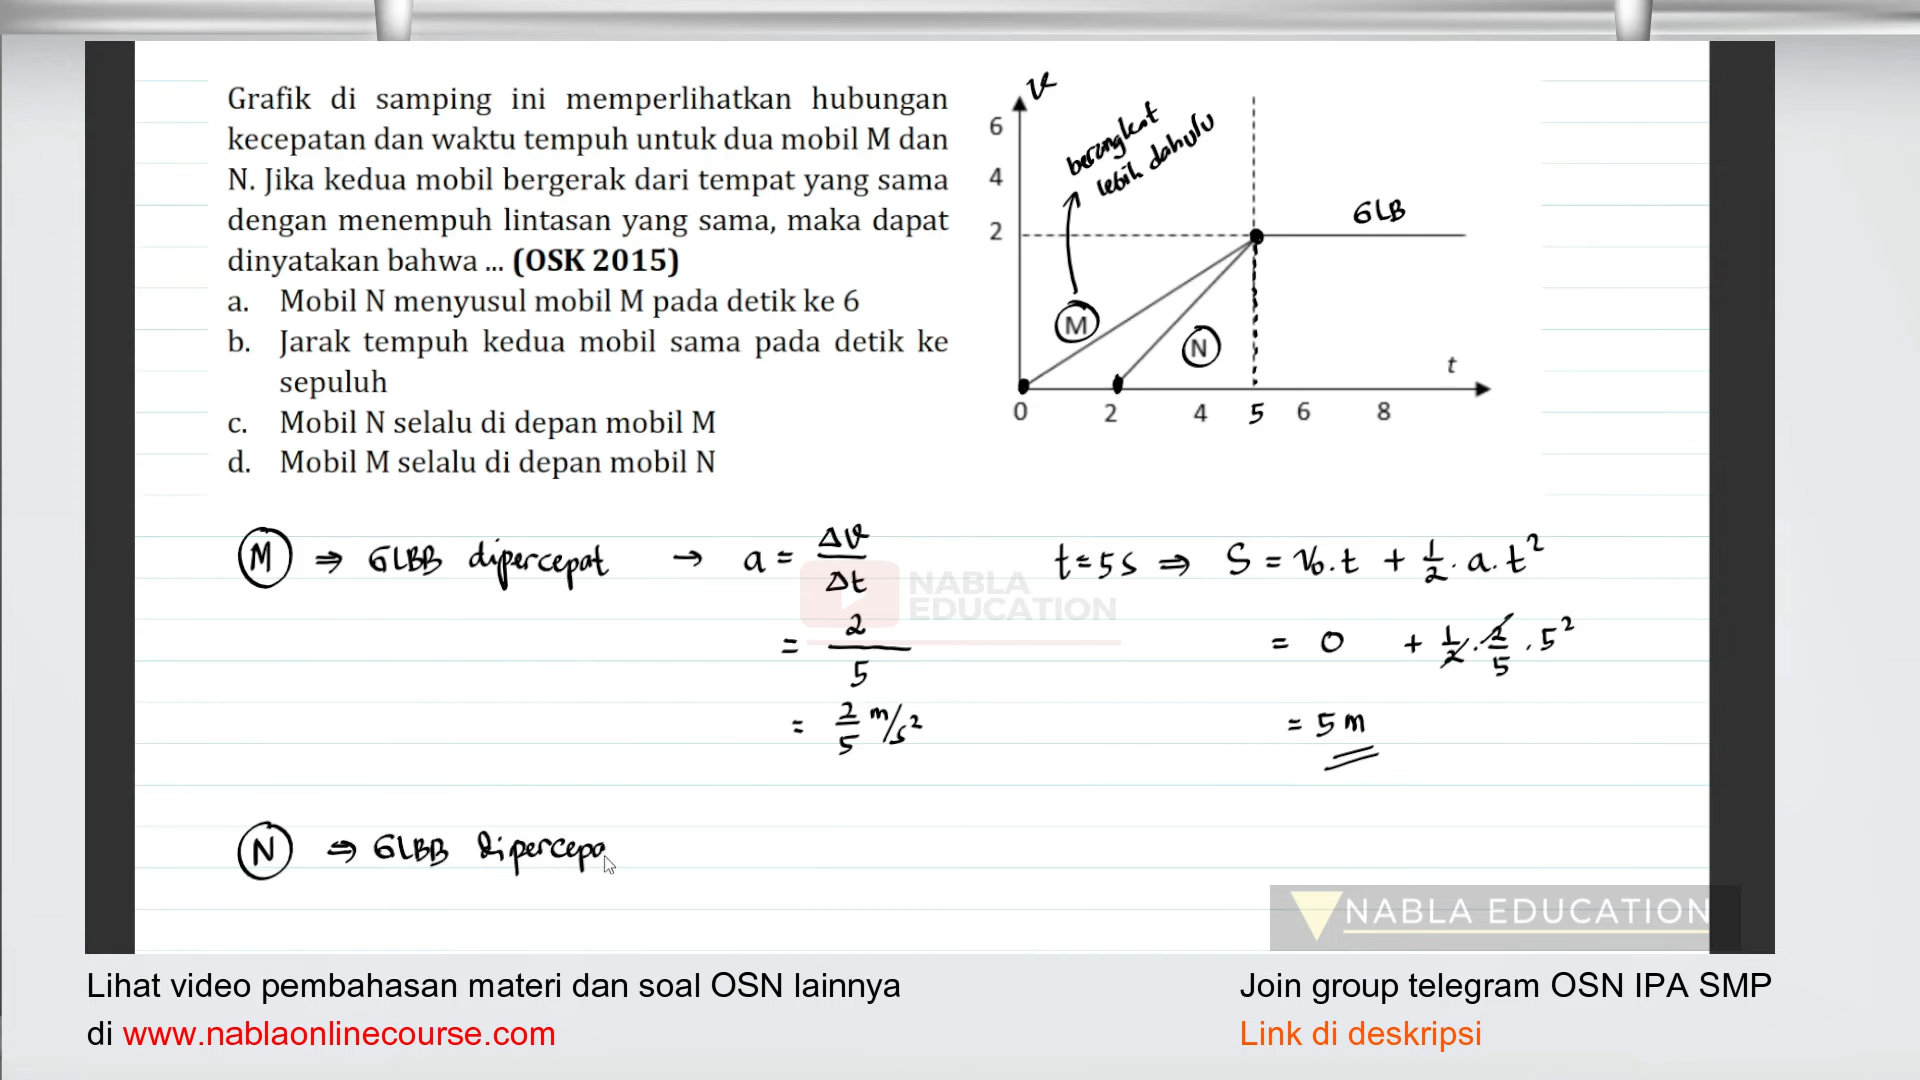 Grafik di samping ini memperlihatkan hubungan
kecepatan dan waktu tempuh untuk dua mobil M dan
N. Jika kedua mobil bergerak dari tempat yang sama
dengan menempuh lintasan yang sama, maka dapat
dinyatakan bahwa ... (OSK 2015)
a. Mobil N menyusul mobil M pada detik ke 6
b. Jarak tempuh kedua mobil sama pada detik ke
sepuluh
c. Mobil N selalu di depan mobil M
d. Mobil M selalu di depan mobil N
v
6
4
2
berangkat
lebih dahulu
GLB
M
N
t
0 2 4 5 6 8
M ⇒ GLBB dipercepat → a = Δv/Δt
= 2/5
= 2/5 m/s²
t = 5s ⇒ S = v₀.t + 1/2 . a.t²
= 0 + 1/2 . 2/5 . 5²
= 5 m
NABLA
EDUCATION
N ⇒ GLBB dipercepa
NABLA EDUCATION
Lihat video pembahasan materi dan soal OSN lainnya
di www.nablaonlinecourse.com
Join group telegram OSN IPA SMP
Link di deskripsi